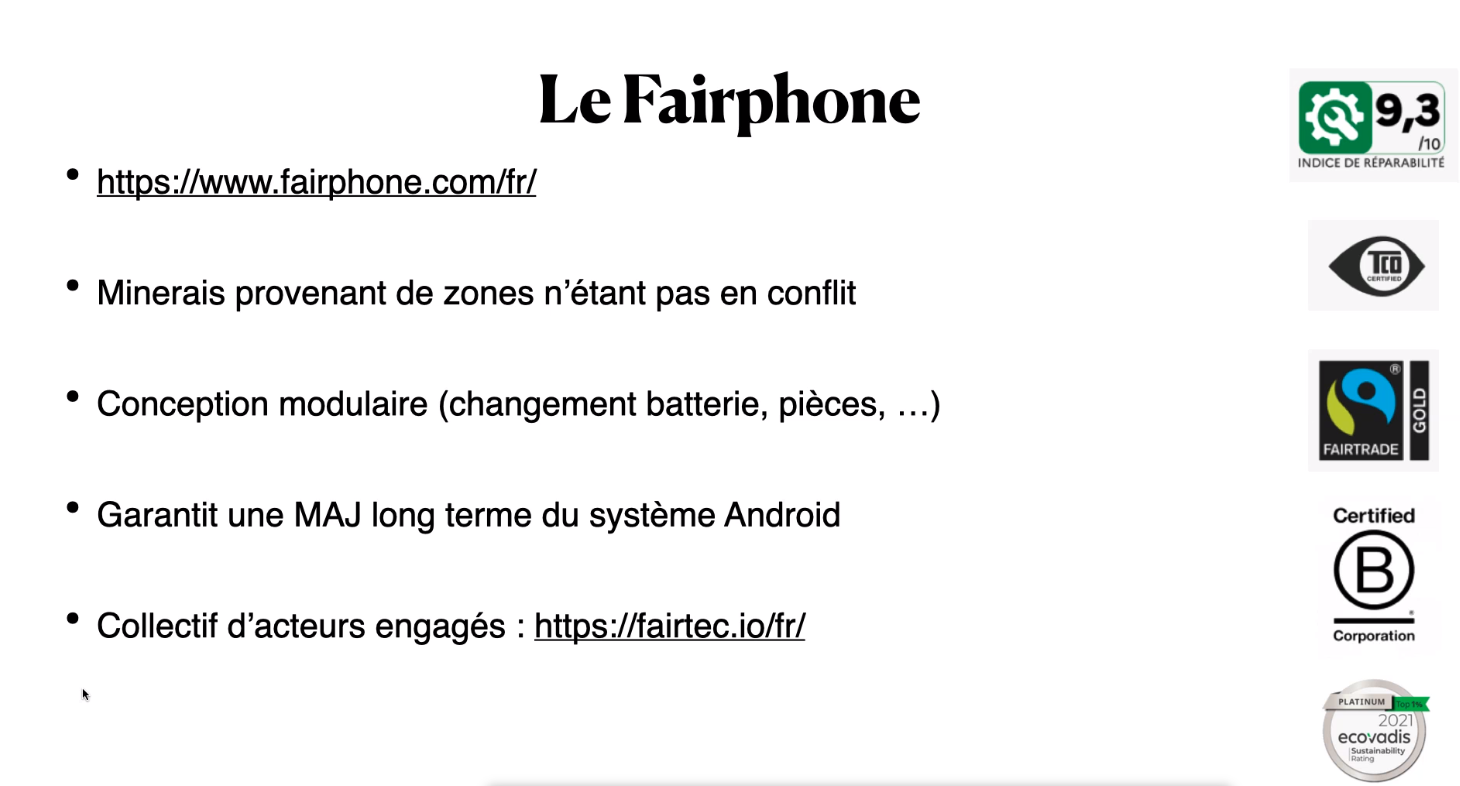 Le Fairphone
• https://www.fairphone.com/fr/
• Minerais provenant de zones n’étant pas en conflit
• Conception modulaire (changement batterie, pièces, …)
• Garantit une MAJ long terme du système Android
• Collectif d’acteurs engagés : https://fairtec.io/fr/
9,3
/10
INDICE DE RÉPARABILITÉ
TCO
CERTIFIED
®
FAIRTRADE
GOLD
Certified
B
®
Corporation
PLATINUM Top 1%
2021
ecovadis
Sustainability
Rating